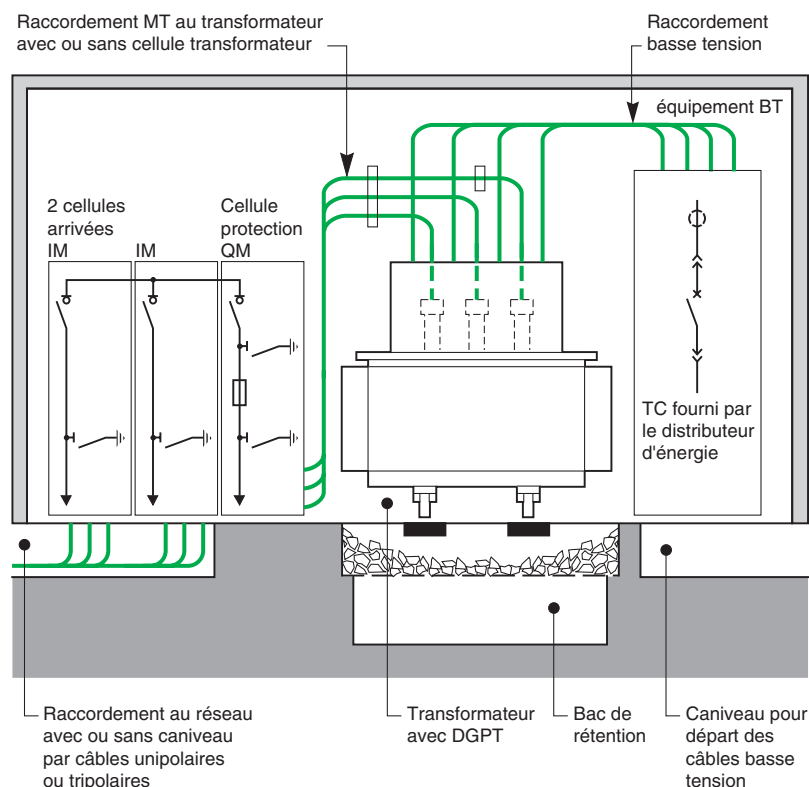 Raccordement MT au transformateur
avec ou sans cellule transformateur
Raccordement
basse tension
équipement BT
2 cellules
arrivées
IM
IM
Cellule
protection
QM
TC fourni par
le distributeur
d'énergie
Raccordement au réseau
avec ou sans caniveau
par câbles unipolaires
ou tripolaires
Transformateur
avec DGPT
Bac de
rétention
Caniveau pour
départ des
câbles basse
tension